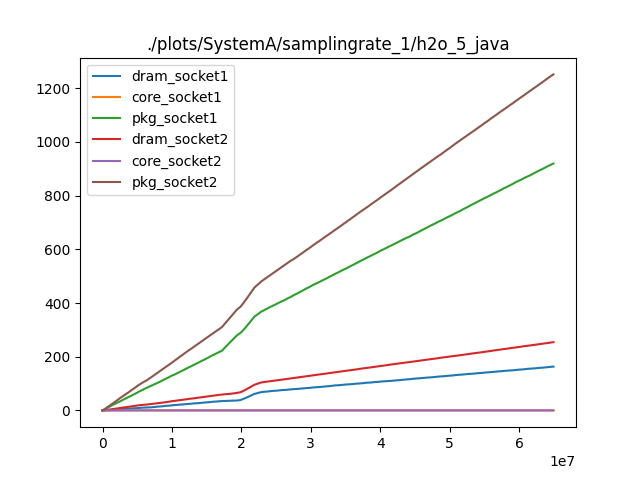 ./plots/SystemA/samplingrate_1/h2o_5_java
dram_socket1
core_socket1
pkg_socket1
dram_socket2
core_socket2
pkg_socket2
1200
1000
800
600
400
200
0
0 1 2 3 4 5 6
1e7